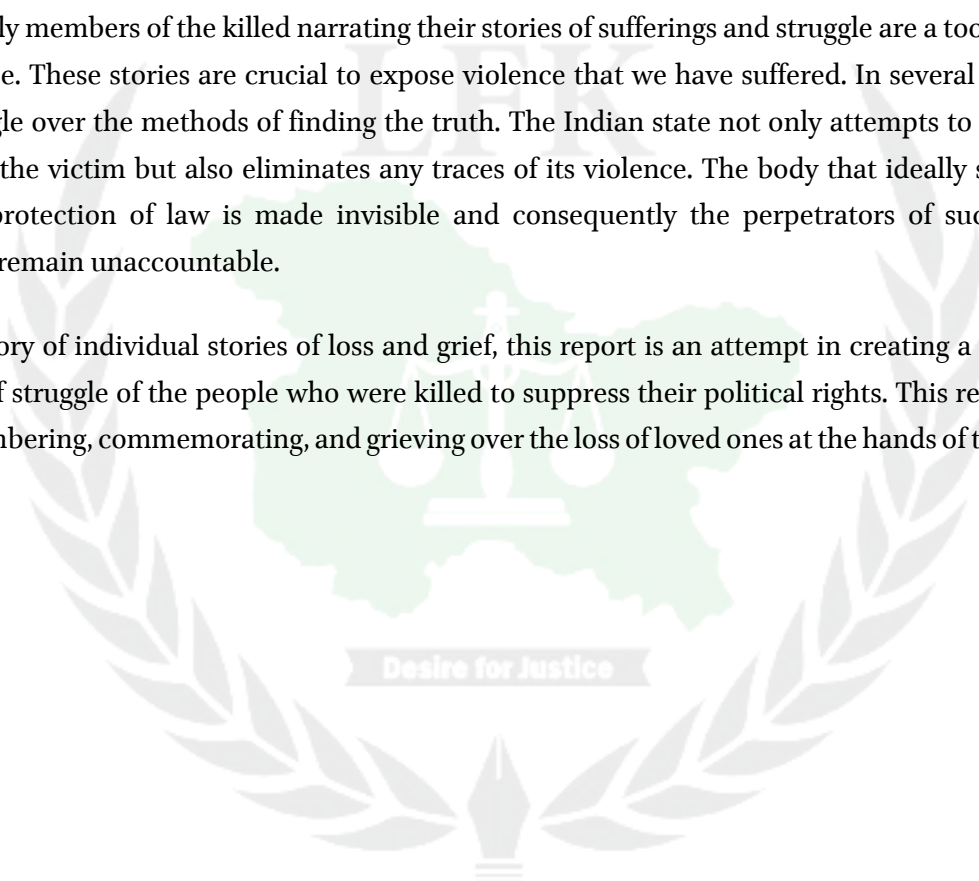 ly members of the killed narrating their stories of sufferings and struggle are a too
e. These stories are crucial to expose violence that we have suffered. In several
gle over the methods of finding the truth. The Indian state not only attempts to
the victim but also eliminates any traces of its violence. The body that ideally s
protection of law is made invisible and consequently the perpetrators of suc
remain unaccountable.
ory of individual stories of loss and grief, this report is an attempt in creating a
f struggle of the people who were killed to suppress their political rights. This re
nbering, commemorating, and grieving over the loss of loved ones at the hands of t
LFK
Desire for Justice